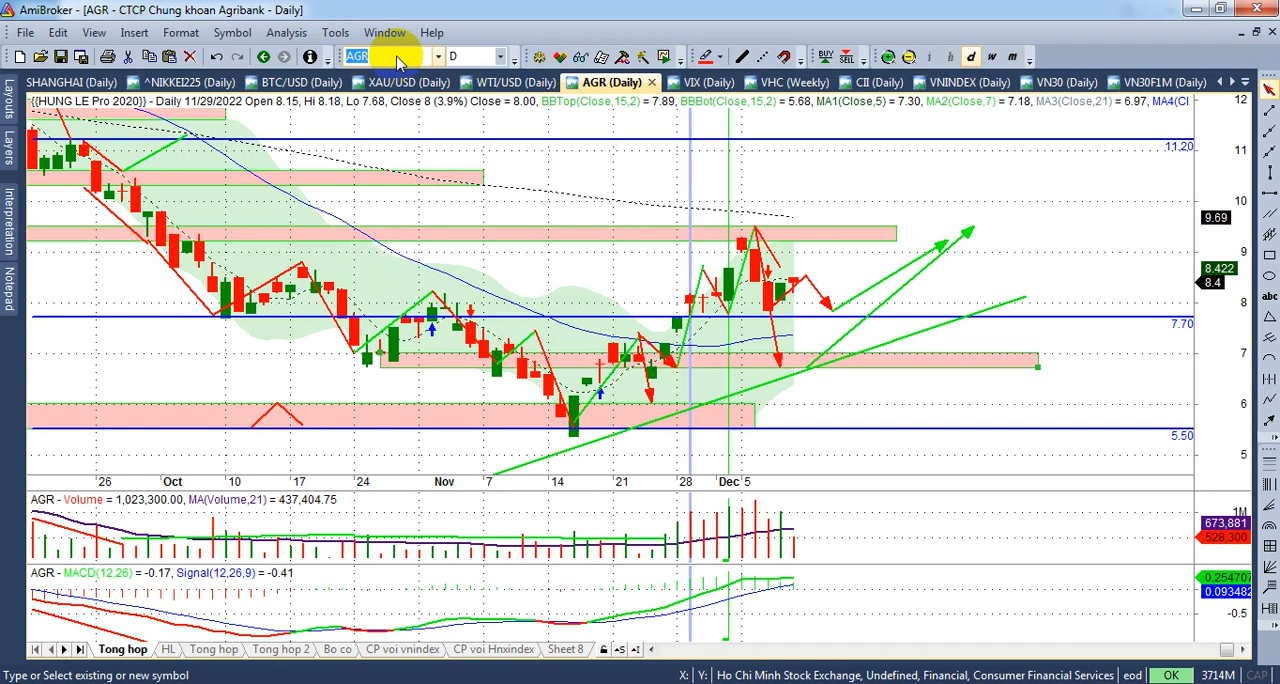 AmiBroker - [AGR - CTCP Chung khoan Agribank - Daily]
File Edit View Insert Format Symbol Analysis Tools Window Help
AGR D BUY SELL i h d w m
SHANGHAI (Daily) ^NIKKEI225 (Daily) BTC/USD (Daily) XAU/USD (Daily) WTI/USD (Daily) AGR (Daily) VIX (Daily) VHC (Weekly) CII (Daily) VNINDEX (Daily) VN30 (Daily) VN30F1M (Daily)
Layouts
Layers
Interpretation
Notepad
{{HUNG LE Pro 2020}} - Daily 11/29/2022 Open 8.15, Hi 8.18, Lo 7.68, Close 8 (3.9%) Close = 8.00, BBTop(Close,15,2) = 7.89, BBBot(Close,15,2) = 5.68, MA1(Close,5) = 7.30, MA2(Close,7) = 7.18, MA3(Close,21) = 6.97, MA4(Cl
12
11.20
11
10
9.69
9
8.422
8.4
8
7.70
7
6
5.50
5
26 Oct 10 17 24 Nov 7 14 21 28 Dec 5
AGR - Volume = 1,023,300.00, MA(Volume,21) = 437,404.75
1M
673,881
528,300
AGR - MACD(12,26) = -0.17, Signal(12,26,9) = -0.41
0.254707
0.093482
-0.5
Tong hop HL Tong hop Tong hop 2 Bo co CP voi vnindex CP voi Hnxindex Sheet 8
Type or Select existing or new symbol X: Y: Ho Chi Minh Stock Exchange, Undefined, Financial, Consumer Financial Services eod OK 3714M CAP
abc